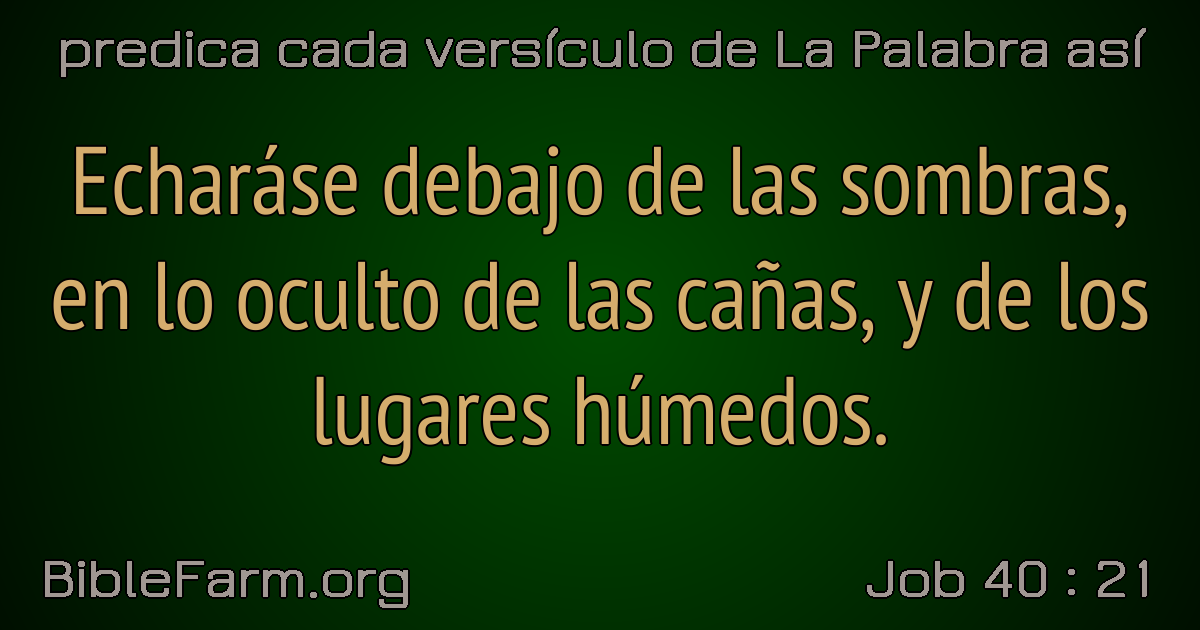 predica cada versículo de La Palabra así
Echaráse debajo de las sombras,
en lo oculto de las cañas, y de los
lugares húmedos.
BibleFarm.org
Job 40 : 21